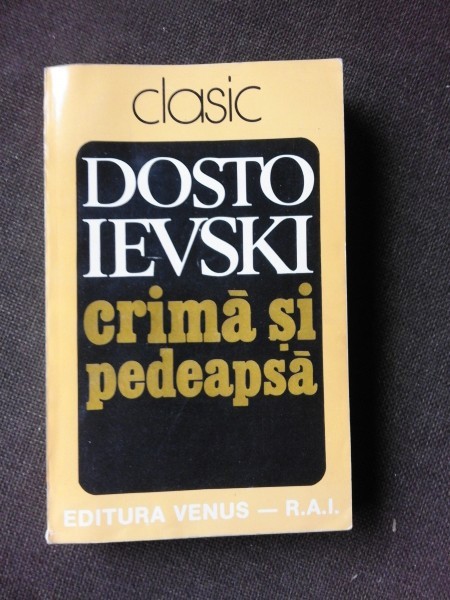 clasic
DOSTO
IEVSKI
crimă și
pedeapsă
EDITURA VENUS — R.A.I.